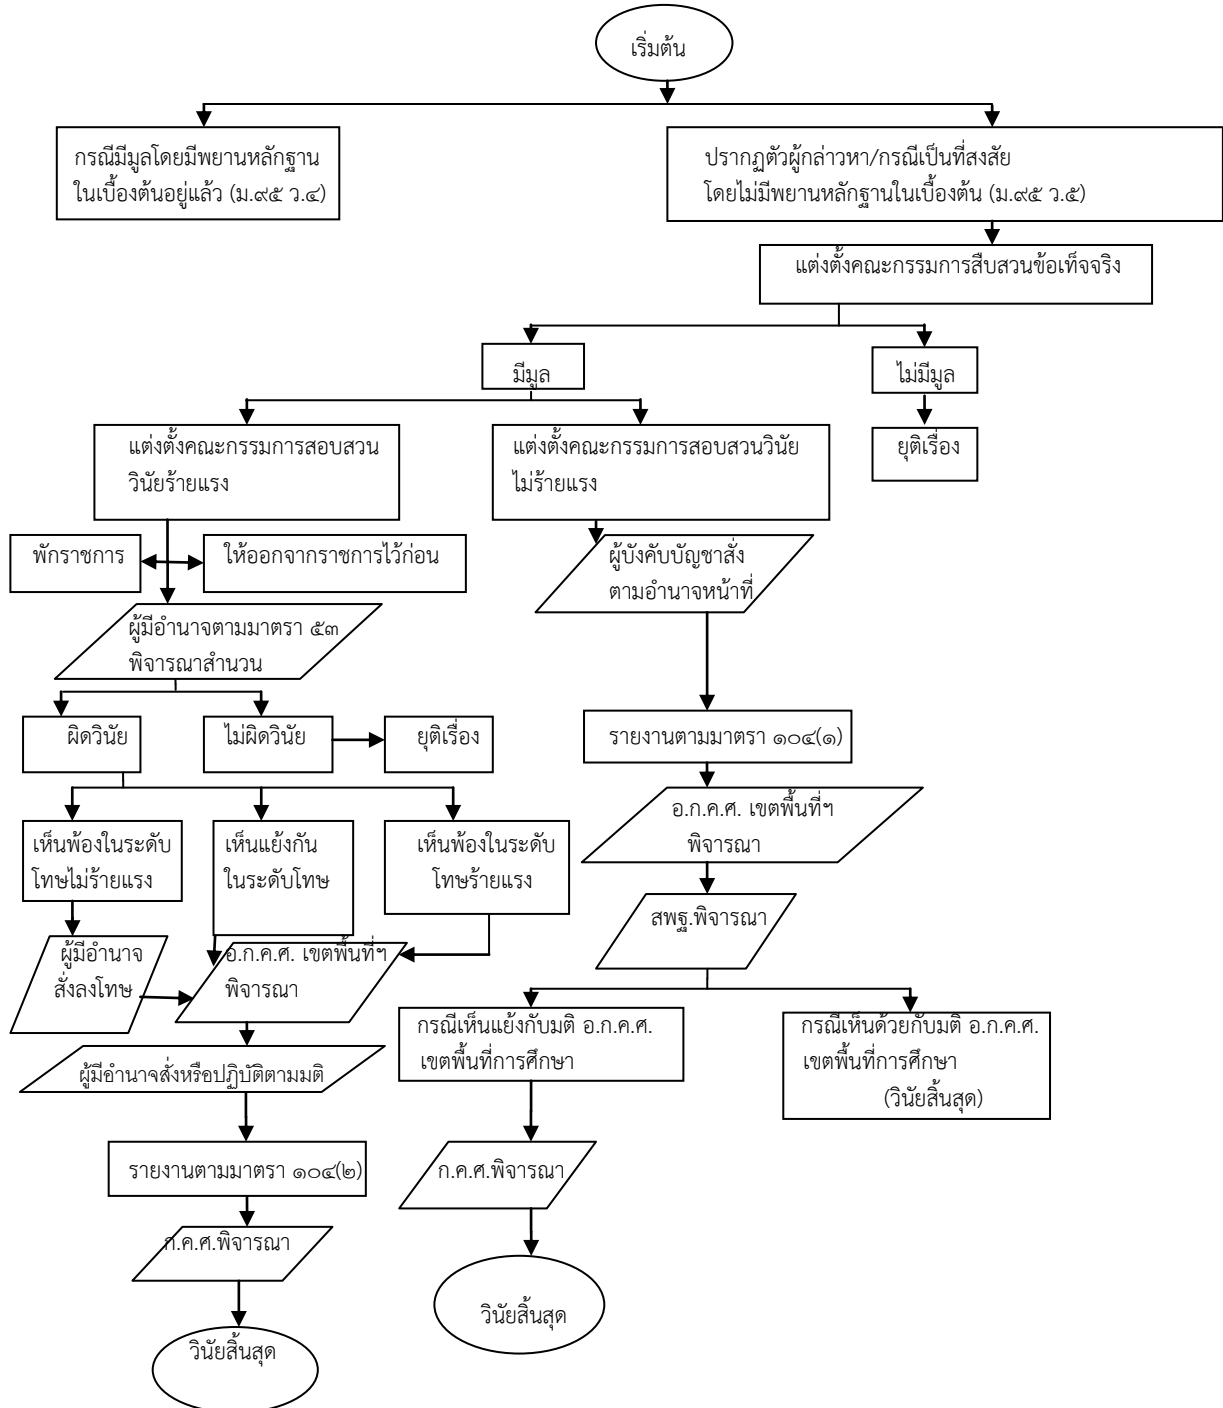 เริ่มต้น
กรณีมีมูลโดยมีพยานหลักฐาน
ในเบื้องต้นอยู่แล้ว (ม.๙๕ ว.๔)
ปรากฏตัวผู้กล่าวหา/กรณีเป็นที่สงสัย
โดยไม่มีพยานหลักฐานในเบื้องต้น (ม.๙๕ ว.๕)
แต่งตั้งคณะกรรมการสืบสวนข้อเท็จจริง
มีมูล
ไม่มีมูล
แต่งตั้งคณะกรรมการสอบสวน
วินัยร้ายแรง
แต่งตั้งคณะกรรมการสอบสวนวินัย
ไม่ร้ายแรง
ยุติเรื่อง
พักราชการ
ให้ออกจากราชการไว้ก่อน
ผู้บังคับบัญชาสั่ง
ตามอำนาจหน้าที่
ผู้มีอำนาจตามมาตรา ๕๓
พิจารณาสำนวน
ผิดวินัย
ไม่ผิดวินัย
ยุติเรื่อง
รายงานตามมาตรา ๑๐๔(๑)
เห็นพ้องในระดับ
โทษไม่ร้ายแรง
เห็นแย้งกัน
ในระดับโทษ
เห็นพ้องในระดับ
โทษร้ายแรง
อ.ก.ค.ศ. เขตพื้นที่ฯ
พิจารณา
สพฐ.พิจารณา
ผู้มีอำนาจ
สั่งลงโทษ
อ.ก.ค.ศ. เขตพื้นที่ฯ
พิจารณา
กรณีเห็นแย้งกับมติ อ.ก.ค.ศ.
เขตพื้นที่การศึกษา
กรณีเห็นด้วยกับมติ อ.ก.ค.ศ.
เขตพื้นที่การศึกษา
(วินัยสิ้นสุด)
ผู้มีอำนาจสั่งหรือปฏิบัติตามมติ
รายงานตามมาตรา ๑๐๔(๒)
ก.ค.ศ.พิจารณา
ก.ค.ศ.พิจารณา
วินัยสิ้นสุด
วินัยสิ้นสุด